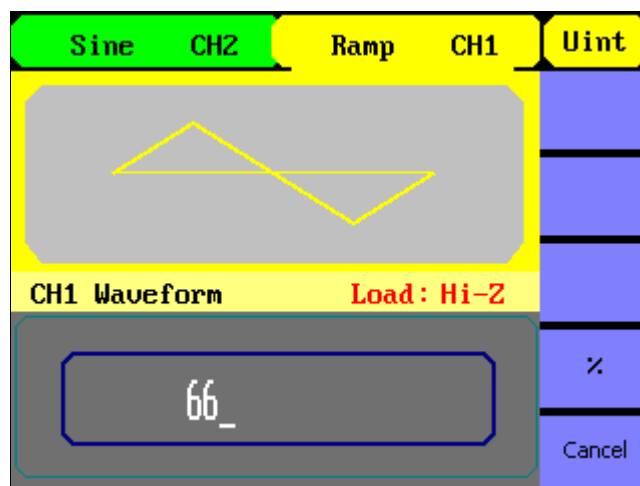 Sine CH2 Ramp CH1 Uint
CH1 Waveform Load: Hi-Z
66_
%
Cancel